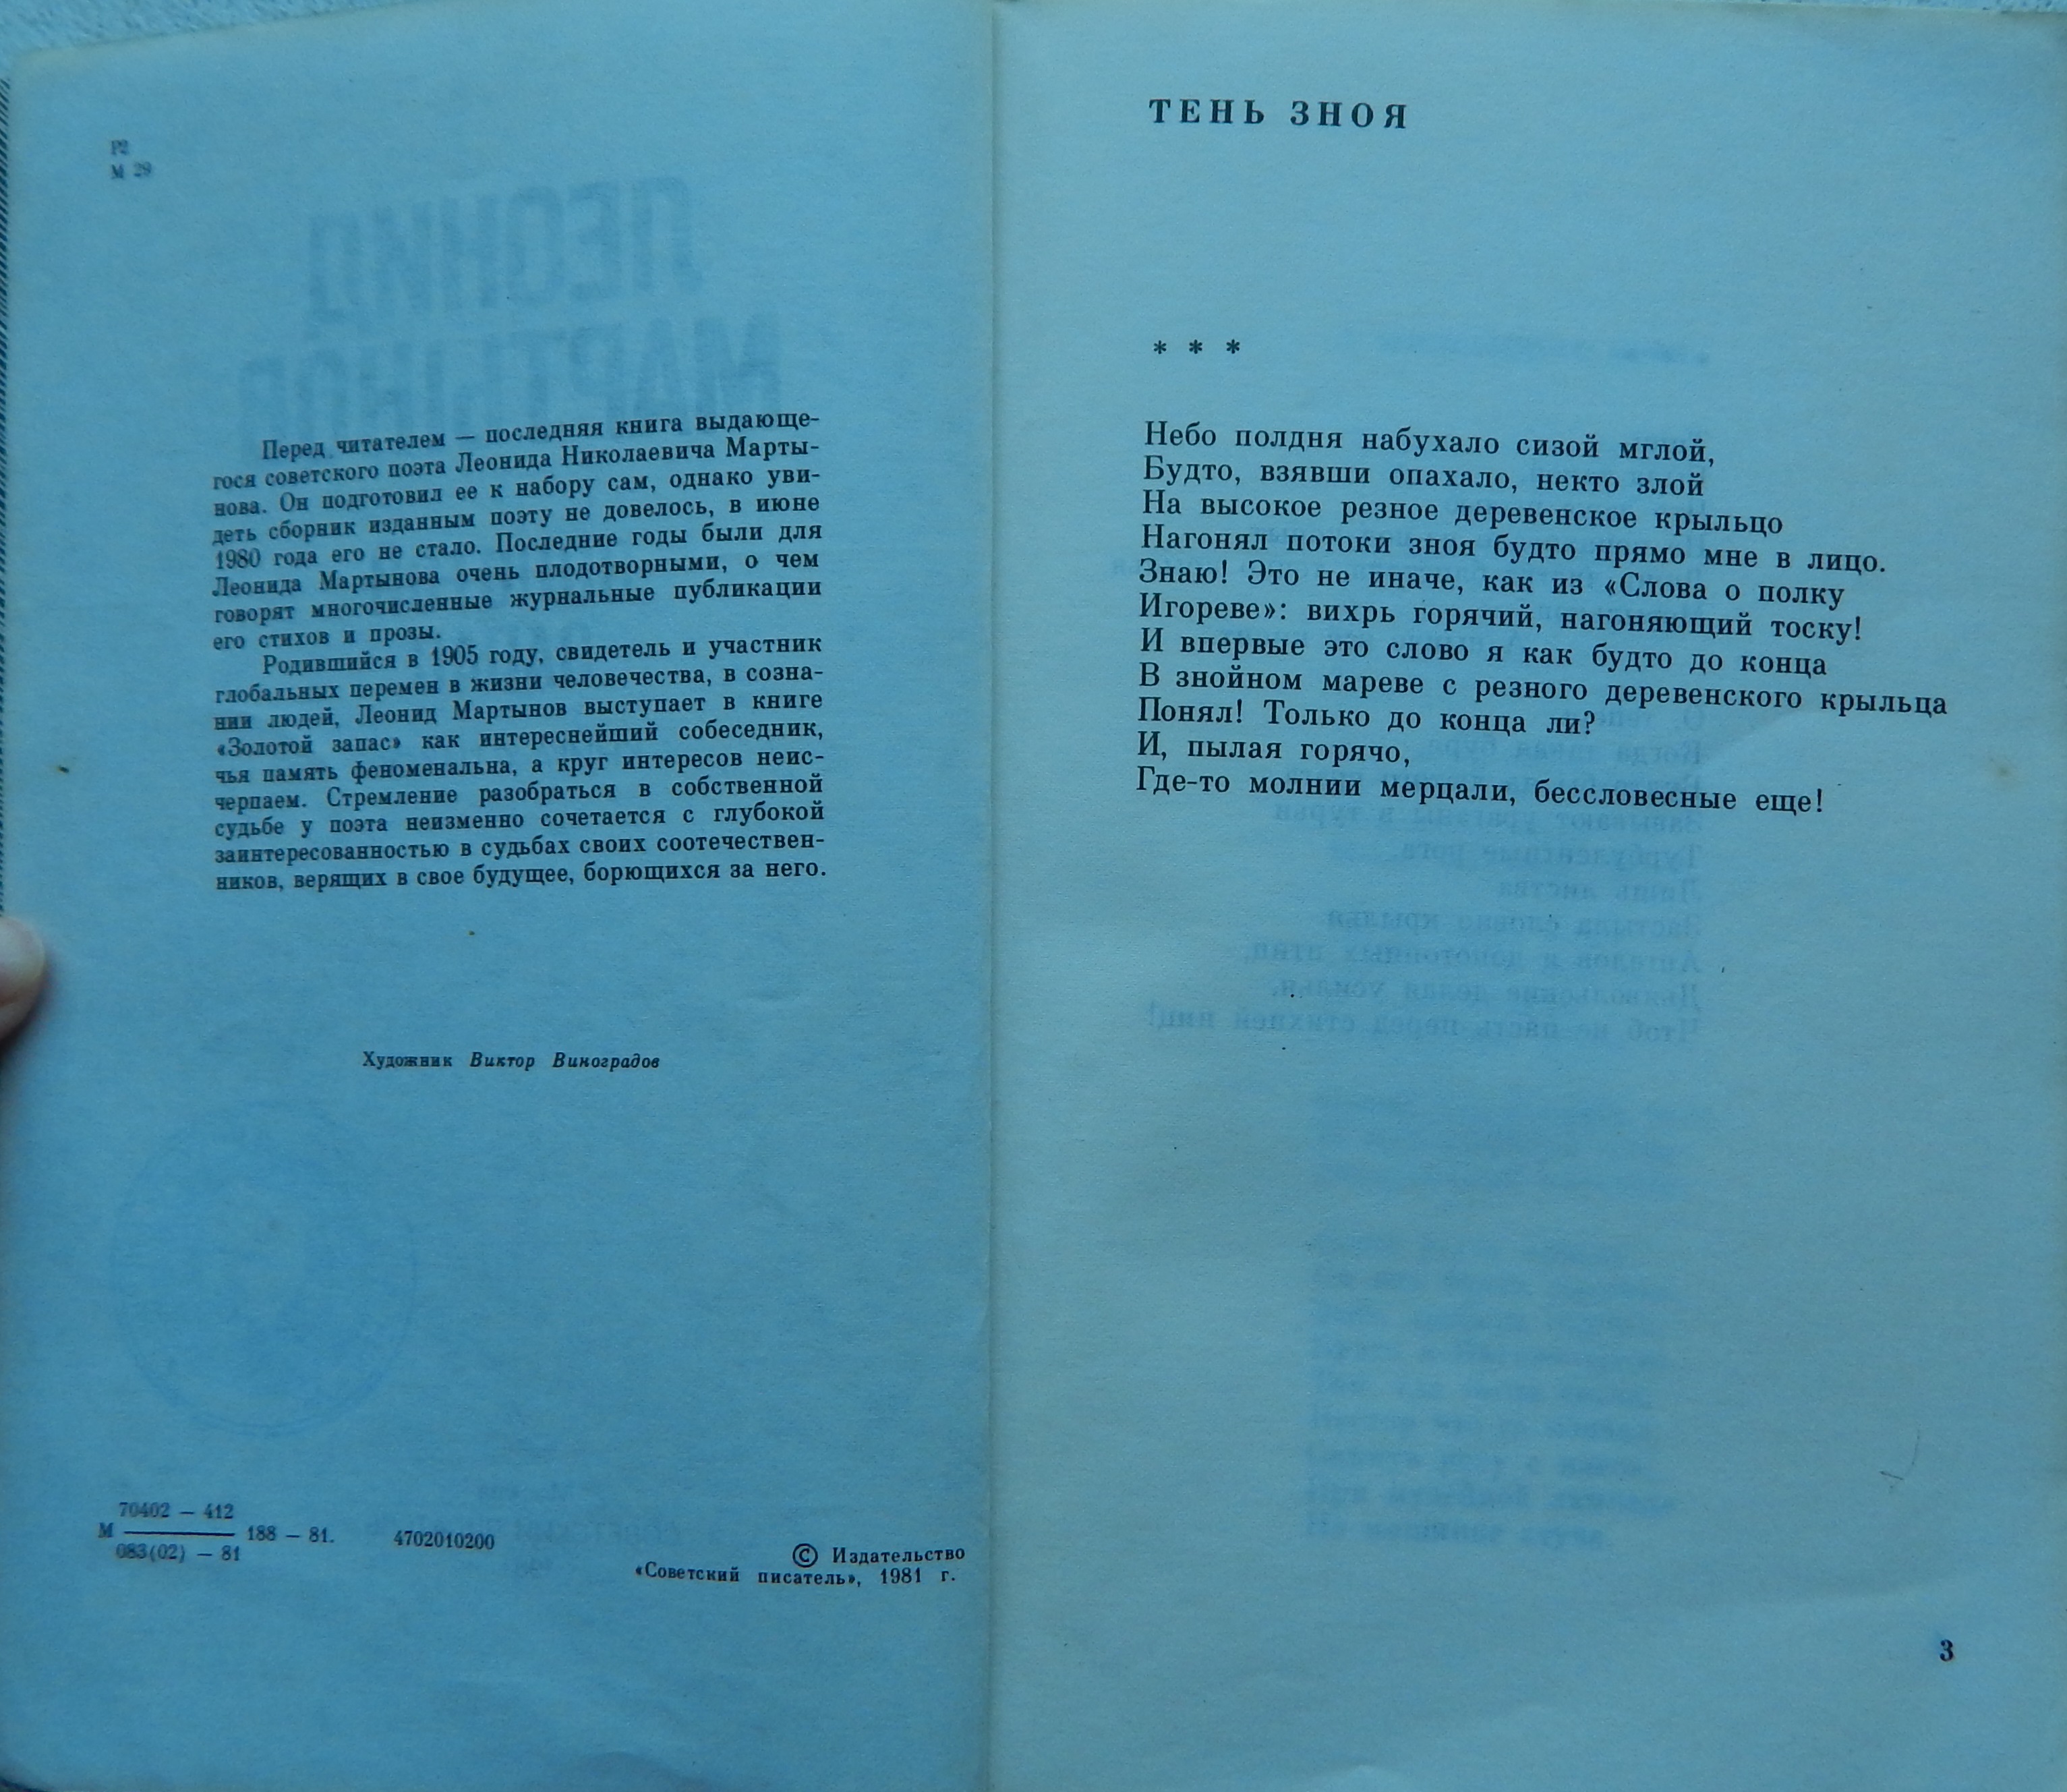 Р2
М 29
Перед читателем — последняя книга выдающе-
гося советского поэта Леонида Николаевича Марты-
нова. Он подготовил ее к набору сам, однако уви-
деть сборник изданным поэту не довелось, в июне
1980 года его не стало. Последние годы были для
Леонида Мартынова очень плодотворными, о чем
говорят многочисленные журнальные публикации
его стихов и прозы.
Родившийся в 1905 году, свидетель и участник
глобальных перемен в жизни человечества, в созна-
нии людей, Леонид Мартынов выступает в книге
«Золотой запас» как интереснейший собеседник,
чья память феноменальна, а круг интересов неис-
черпаем. Стремление разобраться в собственной
судьбе у поэта неизменно сочетается с глубокой
заинтересованностью в судьбах своих соотечествен-
ников, верящих в свое будущее, борющихся за него.
Художник Виктор Виноградов
70402 — 412
М 188 — 81. 4702010200
083(02) — 81
© Издательство
«Советский писатель», 1981 г.
ТЕНЬ ЗНОЯ
* * *
Небо полдня набухало сизой мглой,
Будто, взявши опахало, некто злой
На высокое резное деревенское крыльцо
Нагонял потоки зноя будто прямо мне в лицо.
Знаю! Это не иначе, как из «Слова о полку
Игореве»: вихрь горячий, нагоняющий тоску!
И впервые это слово я как будто до конца
В знойном мареве с резного деревенского крыльца
Понял! Только до конца ли?
И, пылая горячо,
Где-то молнии мерцали, бессловесные еще!
3